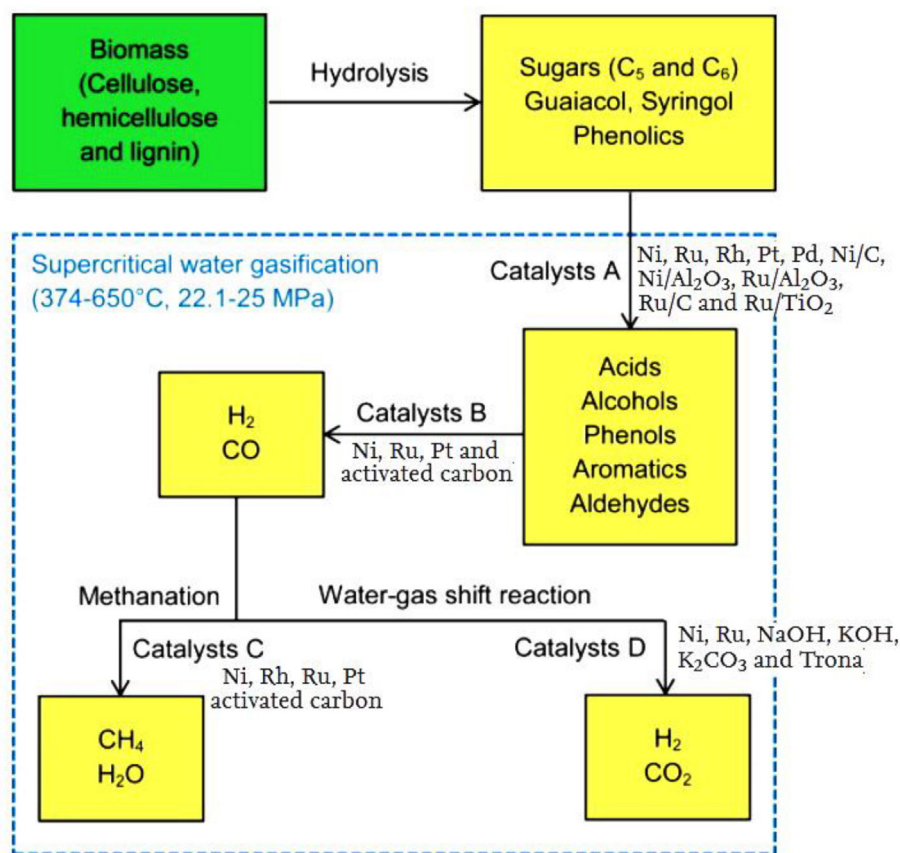 Biomass
(Cellulose,
hemicellulose
and lignin)
Hydrolysis
Sugars (C₅ and C₆)
Guaiacol, Syringol
Phenolics
Supercritical water gasification
(374-650°C, 22.1-25 MPa)
Catalysts A
Ni, Ru, Rh, Pt, Pd, Ni/C,
Ni/Al₂O₃, Ru/Al₂O₃,
Ru/C and Ru/TiO₂
Acids
Alcohols
Phenols
Aromatics
Aldehydes
Catalysts B
Ni, Ru, Pt and
activated carbon
H₂
CO
Methanation
Water-gas shift reaction
Catalysts C
Ni, Rh, Ru, Pt
activated carbon
Catalysts D
Ni, Ru, NaOH, KOH,
K₂CO₃ and Trona
CH₄
H₂O
H₂
CO₂